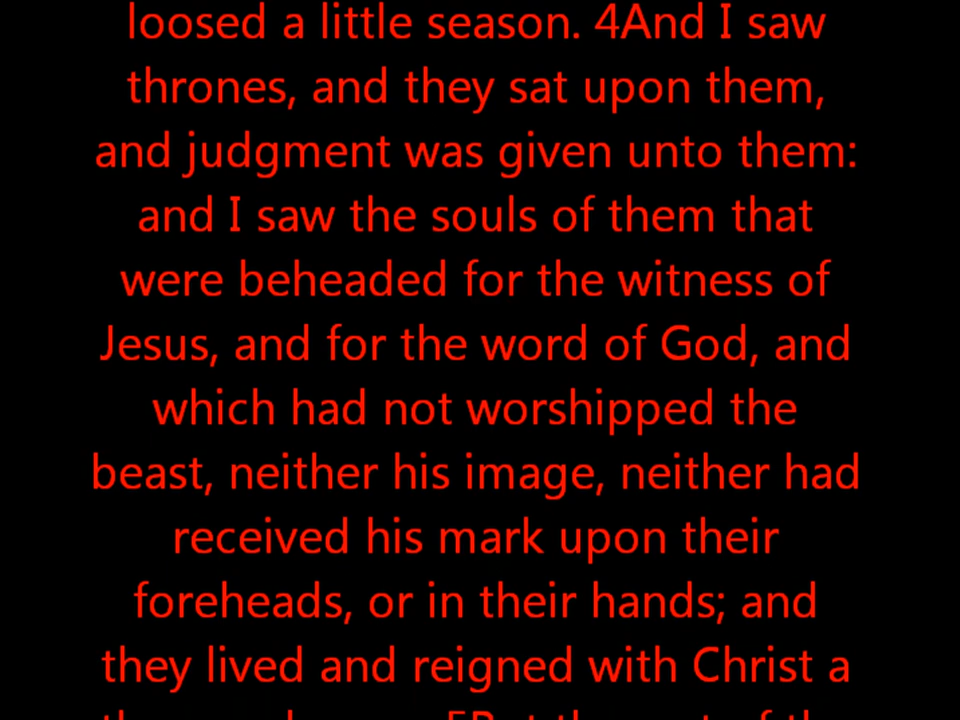 loosed a little season. 4And I saw
thrones, and they sat upon them,
and judgment was given unto them:
and I saw the souls of them that
were beheaded for the witness of
Jesus, and for the word of God, and
which had not worshipped the
beast, neither his image, neither had
received his mark upon their
foreheads, or in their hands; and
they lived and reigned with Christ a